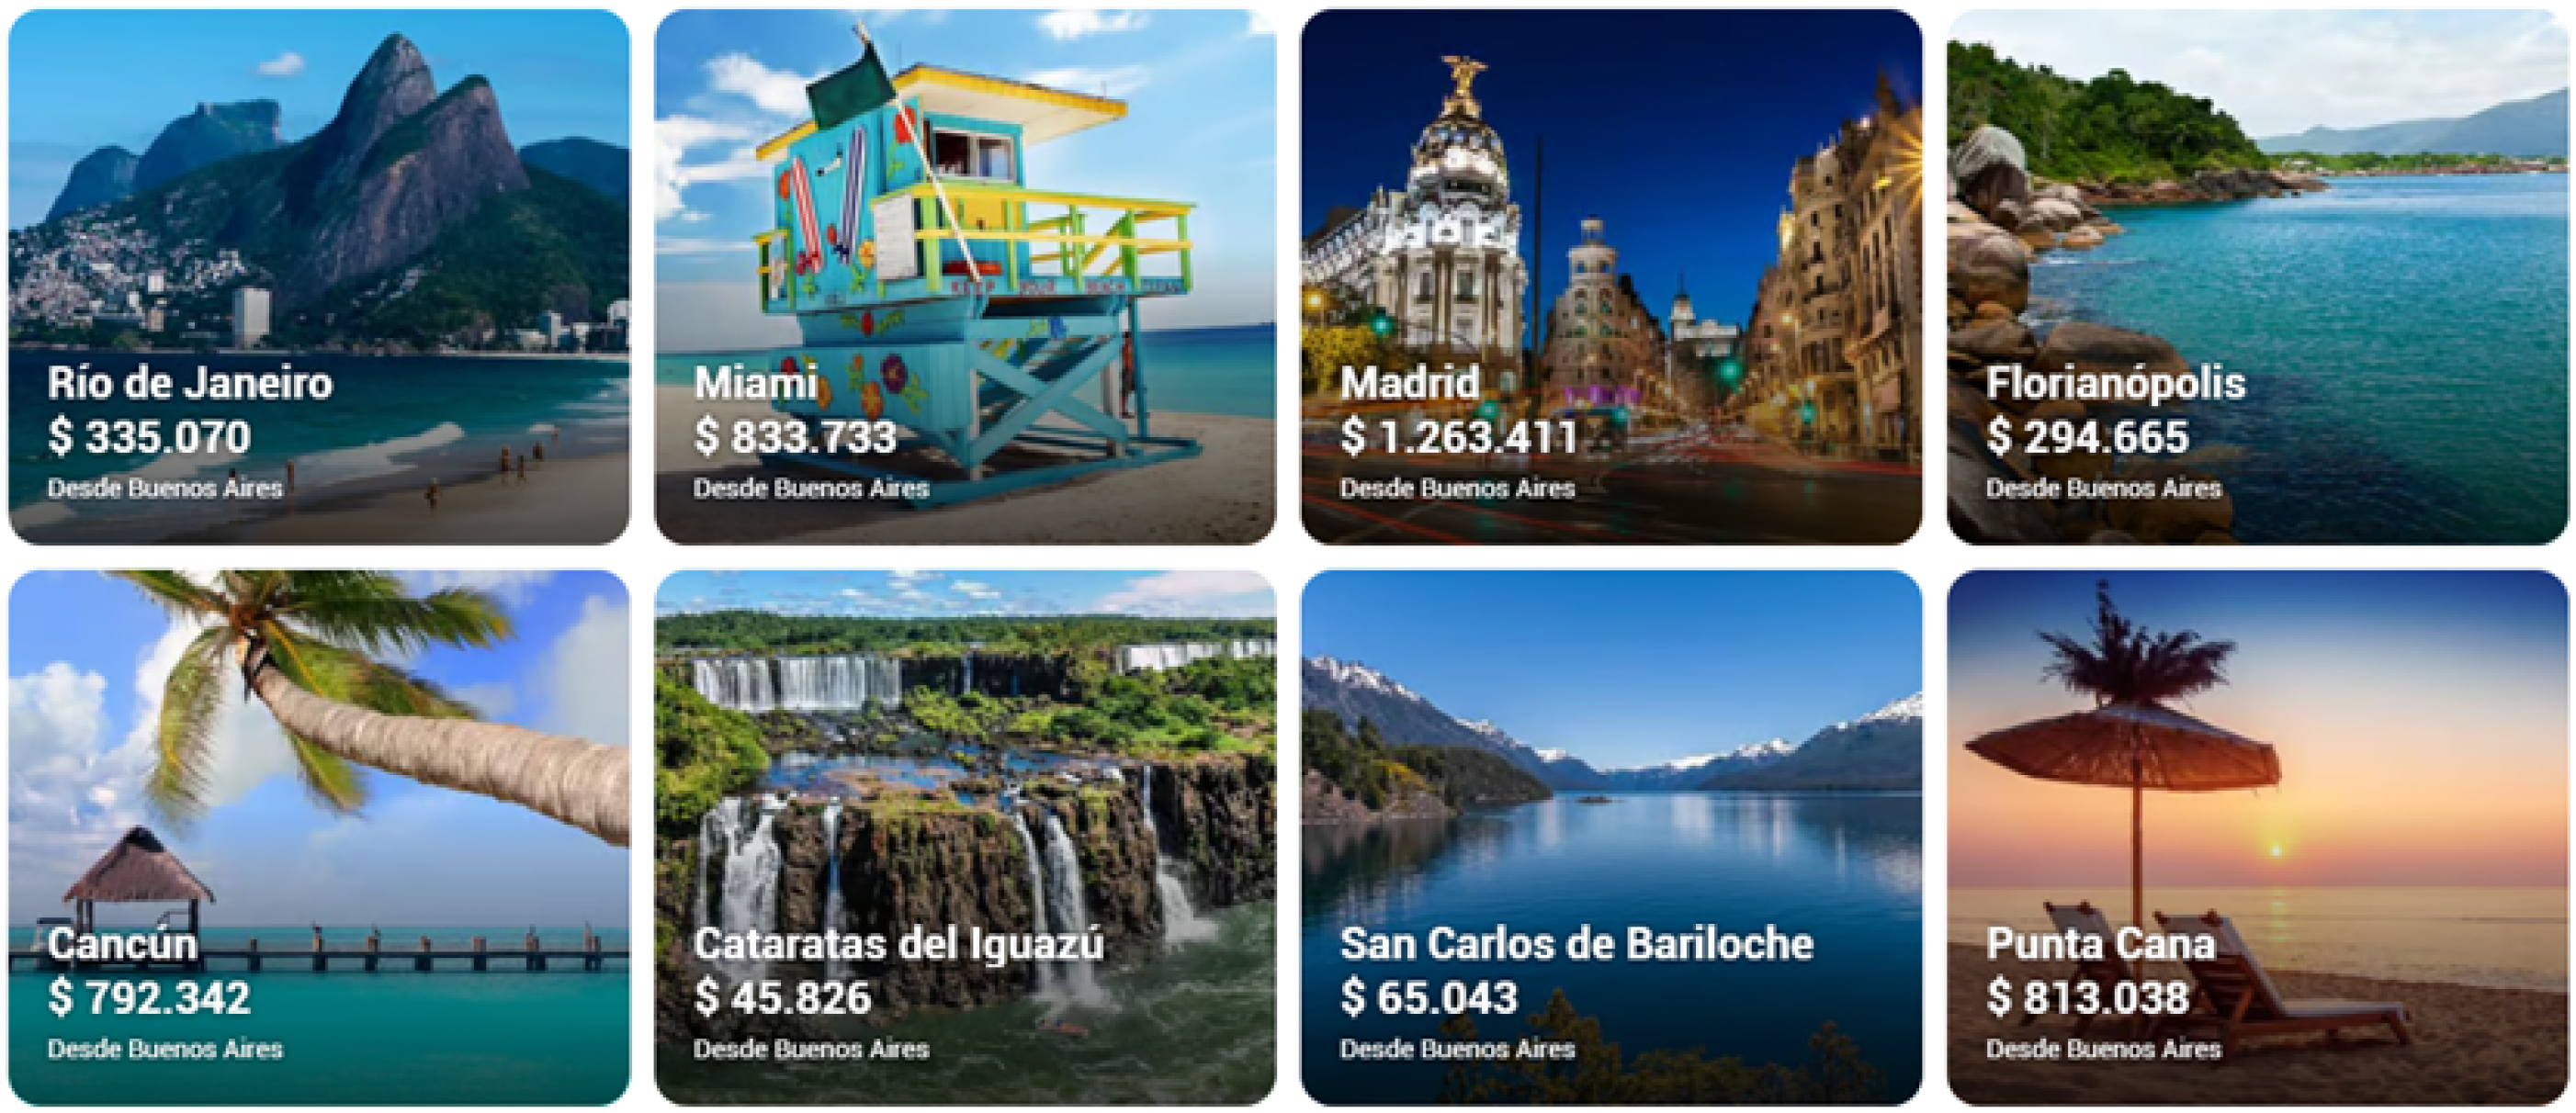 Río de Janeiro
$ 335.070
Desde Buenos Aires
Miami
$ 833.733
Desde Buenos Aires
Madrid
$ 1.263.411
Desde Buenos Aires
Florianópolis
$ 294.665
Desde Buenos Aires
Cancún
$ 792.342
Desde Buenos Aires
Cataratas del Iguazú
$ 45.826
Desde Buenos Aires
San Carlos de Bariloche
$ 65.043
Desde Buenos Aires
Punta Cana
$ 813.038
Desde Buenos Aires